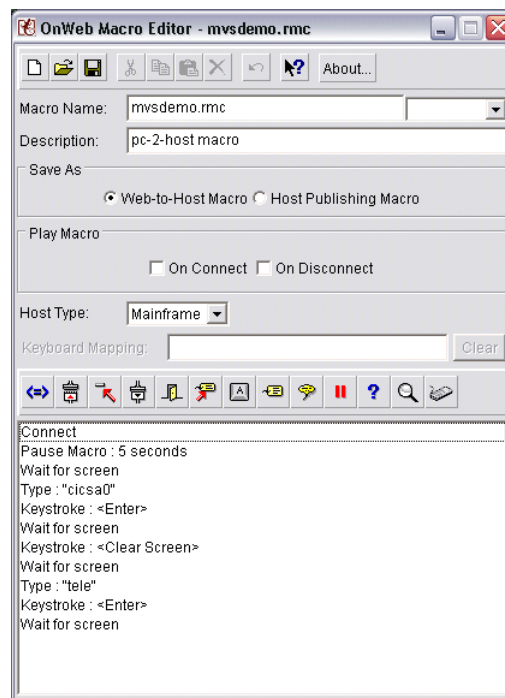 OnWeb Macro Editor - mvsdemo.rmc
About...
Macro Name: mvsdemo.rmc
Description: pc-2-host macro
Save As
Web-to-Host Macro Host Publishing Macro
Play Macro
On Connect On Disconnect
Host Type: Mainframe
Keyboard Mapping: Clear
Connect
Pause Macro : 5 seconds
Wait for screen
Type : "cicsa0"
Keystroke : <Enter>
Wait for screen
Keystroke : <Clear Screen>
Wait for screen
Type : "tele"
Keystroke : <Enter>
Wait for screen